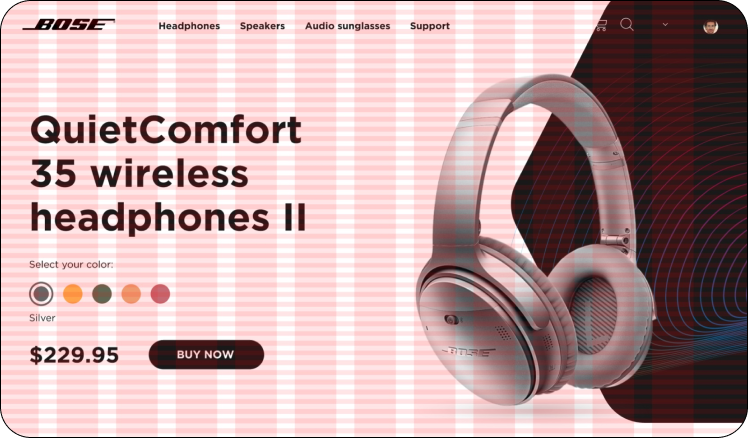 BOSE
Headphones Speakers Audio sunglasses Support
QuietComfort
35 wireless
headphones II
Select your color:
Silver
$229.95 BUY NOW
BOSE